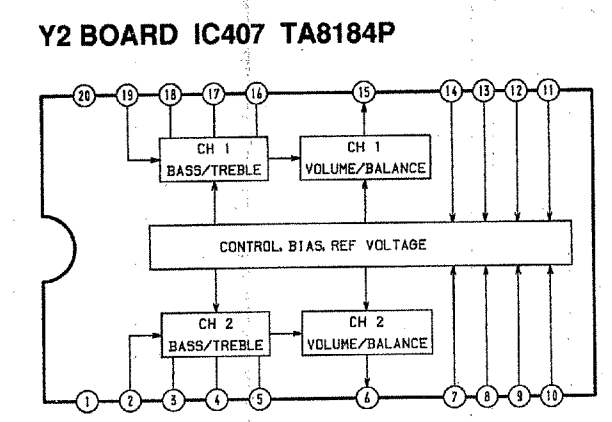 Y2 BOARD IC407 TA8184P
20 19 18 17 16 15 14 13 12 11
CH 1
BASS/TREBLE
CH 1
VOLUME/BALANCE
CONTROL, BIAS, REF VOLTAGE
CH 2
BASS/TREBLE
CH 2
VOLUME/BALANCE
1 2 3 4 5 6 7 8 9 10